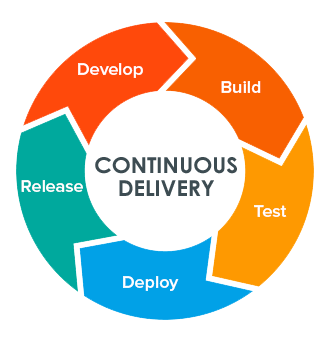 Develop
Build
CONTINUOUS
DELIVERY
Release
Test
Deploy